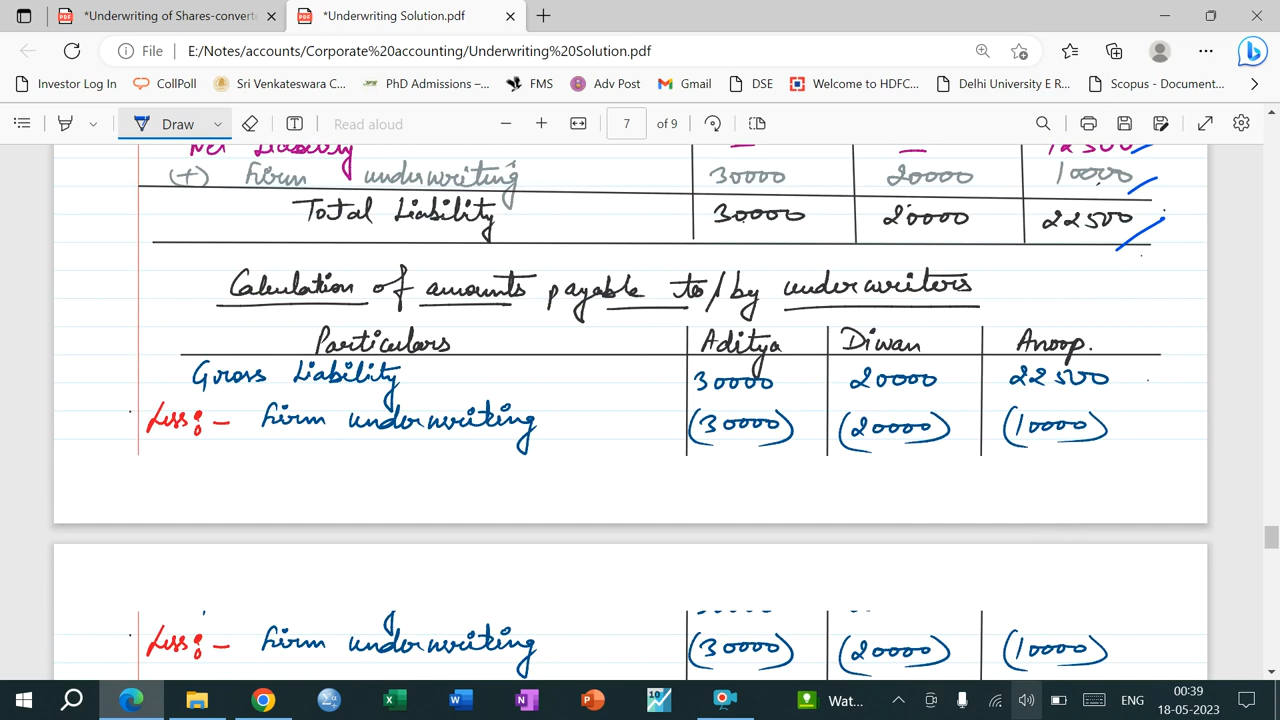 *Underwriting of Shares-converte
*Underwriting Solution.pdf
File E:/Notes/accounts/Corporate%20accounting/Underwriting%20Solution.pdf
Investor Log In CollPoll Sri Venkateswara C... PhD Admissions –... FMS Adv Post Gmail DSE Welcome to HDFC... Delhi University E R... Scopus - Document...
Draw Read aloud 7 of 9
Net Liability 12500
(+) Firm underwriting 30000 20000 10000
Total Liability 30000 20000 22500
Calculation of amounts payable to/by underwriters
Particulars Aditya Diwan Anoop.
Gross Liability 30000 20000 22500
Less:- Firm underwriting (30000) (20000) (10000)
Less:- Firm underwriting (30000) (20000) (10000)
10
Wat... ENG 00:39
18-05-2023